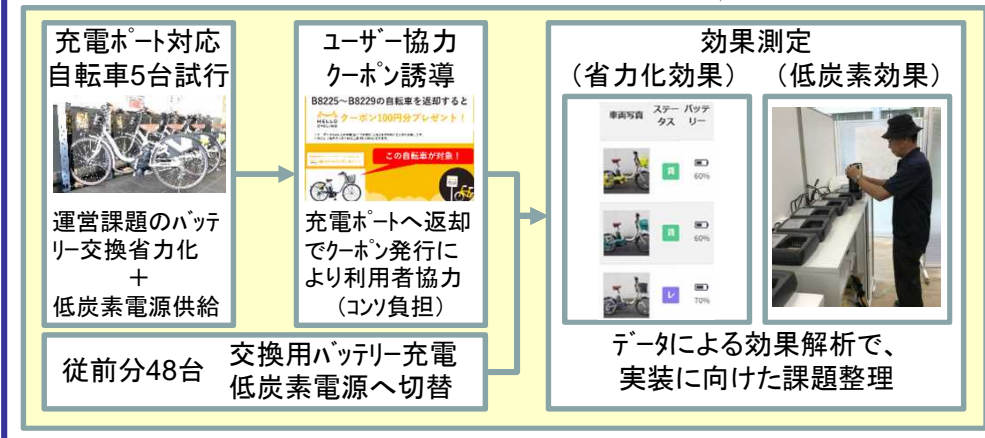 充電ポート対応
自転車5台試行
運営課題のバッテ
リー交換省力化
＋
低炭素電源供給
ユーザー協力
クーポン誘導
B8225～B8229の自転車を返却すると
HELLO
CYCLING
クーポン100円分プレゼント！
この自転車が対象！
充電ポートへ返却
でクーポン発行に
より利用者協力
（コンソ負担）
従前分48台
交換用バッテリー充電
低炭素電源へ切替
効果測定
（省力化効果）　（低炭素効果）
車両写真 ステータス バッテリー
貸 60%
貸 60%
レ 70%
データによる効果解析で、
実装に向けた課題整理